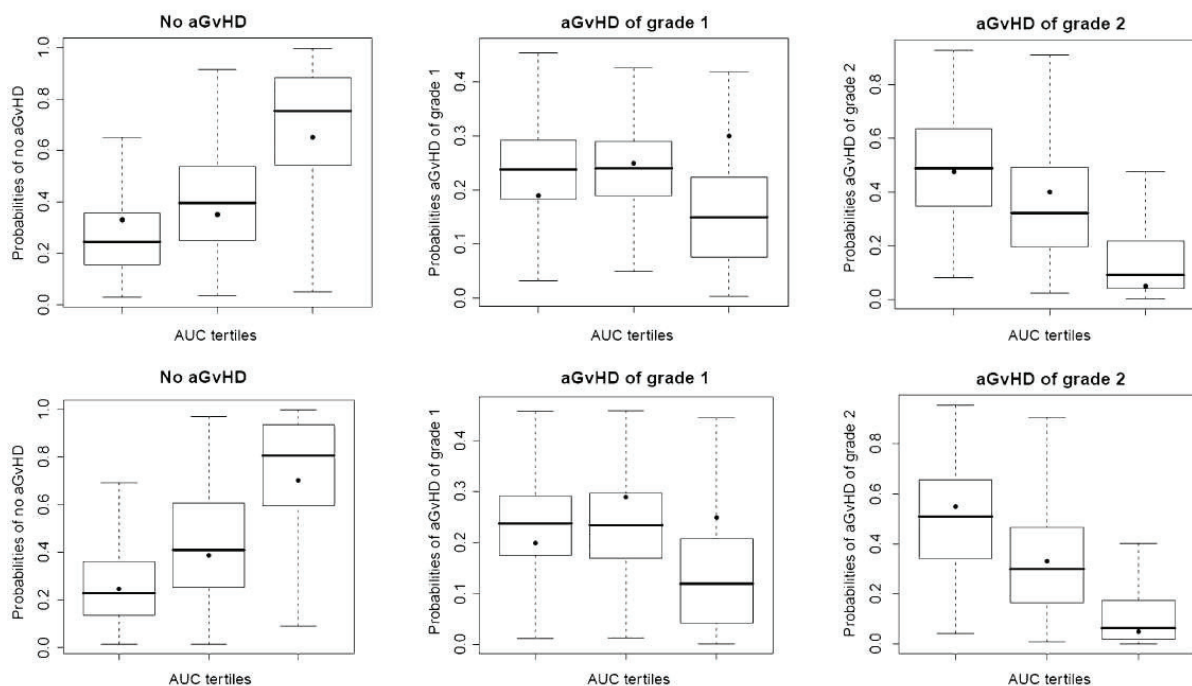 No aGvHD
Probabilities of no aGvHD
1.0
0.8
0.6
0.4
0.2
0.0
AUC tertiles
aGvHD of grade 1
Probabilities aGvHD of grade 1
0.4
0.3
0.2
0.1
0.0
AUC tertiles
aGvHD of grade 2
Probabilities aGvHD of grade 2
0.8
0.6
0.4
0.2
0.0
AUC tertiles
No aGvHD
Probabilities of no aGvHD
1.0
0.8
0.6
0.4
0.2
0.0
AUC tertiles
aGvHD of grade 1
Probabilities of aGvHD of grade 1
0.4
0.3
0.2
0.1
0.0
AUC tertiles
aGvHD of grade 2
Probabilities of aGvHD of grade 2
0.8
0.6
0.4
0.2
0.0
AUC tertiles